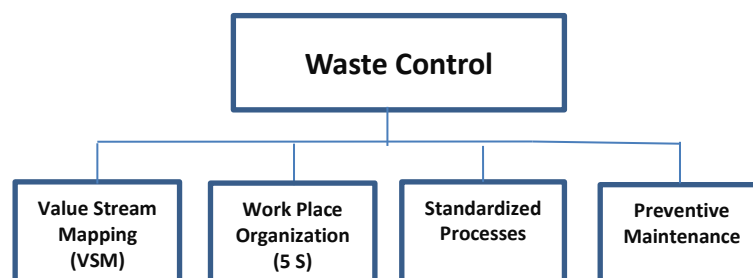 Waste Control
Value Stream
Mapping
(VSM)
Work Place
Organization
(5 S)
Standardized
Processes
Preventive
Maintenance